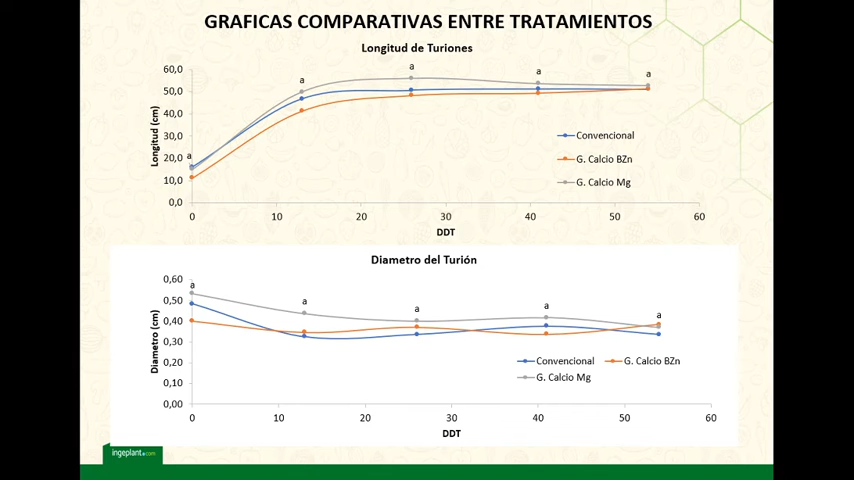 GRAFICAS COMPARATIVAS ENTRE TRATAMIENTOS
Longitud de Turiones
60,0
50,0
40,0
30,0
20,0
10,0
0,0
Longitud (cm)
a
a
a
a
a
Convencional
G. Calcio BZn
G. Calcio Mg
0 10 20 30 40 50 60
DDT
Diametro del Turión
0,60
0,50
0,40
0,30
0,20
0,10
0,00
Diametro (cm)
a
a
a
a
a
Convencional G. Calcio BZn
G. Calcio Mg
0 10 20 30 40 50 60
DDT
ingeplant.com